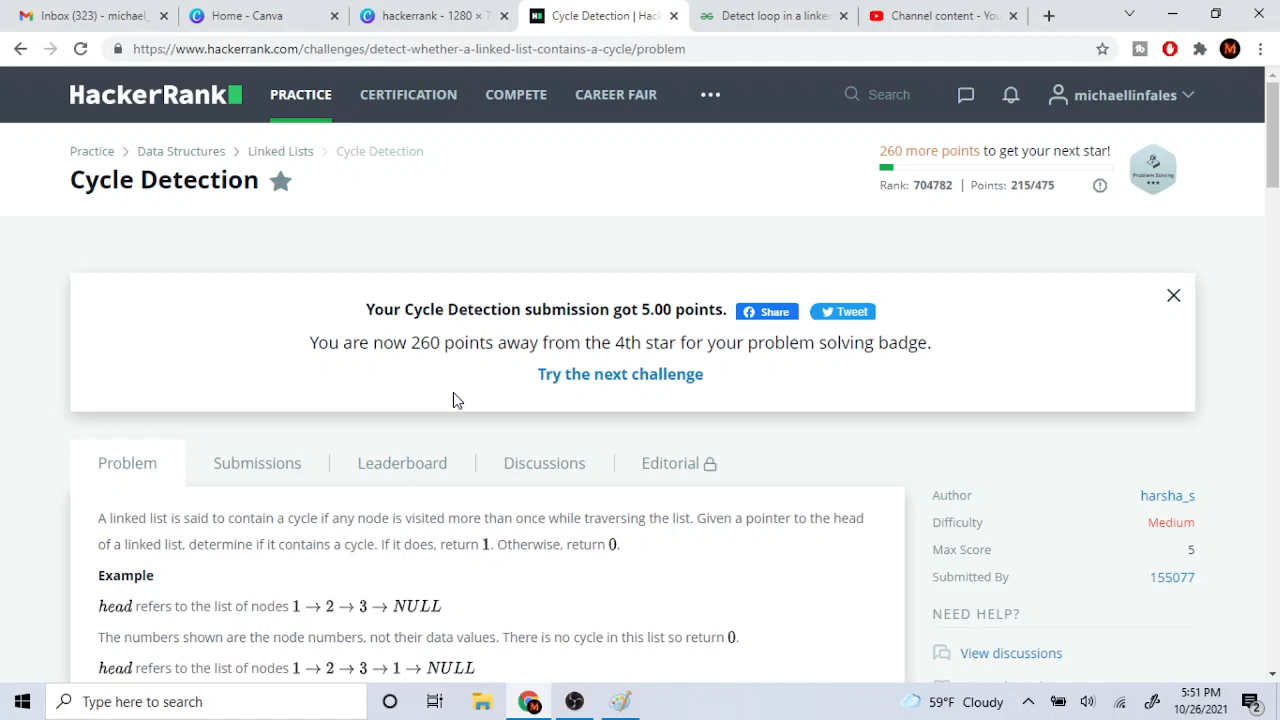 Inbox (323) - michael_
Home - Canva
hackerrank - 1280 × 7
Cycle Detection | Hac
Detect loop in a linke
Channel content - You
https://www.hackerrank.com/challenges/detect-whether-a-linked-list-contains-a-cycle/problem
HackerRank
PRACTICE
CERTIFICATION
COMPETE
CAREER FAIR
Search
michaellinfales
Practice > Data Structures > Linked Lists > Cycle Detection
Cycle Detection
260 more points to get your next star!
Rank: 704782 | Points: 215/475
Problem Solving
Your Cycle Detection submission got 5.00 points.
Share
Tweet
You are now 260 points away from the 4th star for your problem solving badge.
Try the next challenge
Problem
Submissions
Leaderboard
Discussions
Editorial
A linked list is said to contain a cycle if any node is visited more than once while traversing the list. Given a pointer to the head
of a linked list, determine if it contains a cycle. If it does, return 1. Otherwise, return 0.
Example
head refers to the list of nodes 1 → 2 → 3 → NULL
The numbers shown are the node numbers, not their data values. There is no cycle in this list so return 0.
head refers to the list of nodes 1 → 2 → 3 → 1 → NULL
Author harsha_s
Difficulty Medium
Max Score 5
Submitted By 155077
NEED HELP?
View discussions
Type here to search
59°F Cloudy
5:51 PM
10/26/2021
2